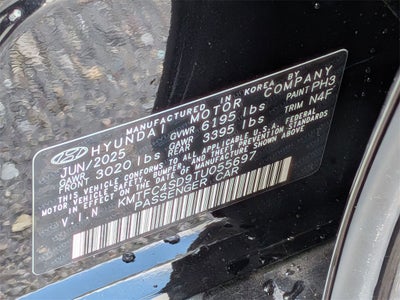 MANUFACTURED IN KOREA BY
HYUNDAI MOTOR COMPANY
JUN/2025 GVWR 6195 lbs PAINT PH3
GAWR FRONT 3020 lbs GAWR REAR 3395 lbs TRIM N4F
THIS VEHICLE CONFORMS TO ALL APPLICABLE U.S.A. FEDERAL
MOTOR VEHICLE SAFETY, BUMPER, AND THEFT PREVENTION STANDARDS
IN EFFECT ON THE DATE OF MANUFACTURE SHOWN ABOVE.
V.I.N KMTFC4SD9TU055697
PASSENGER CAR